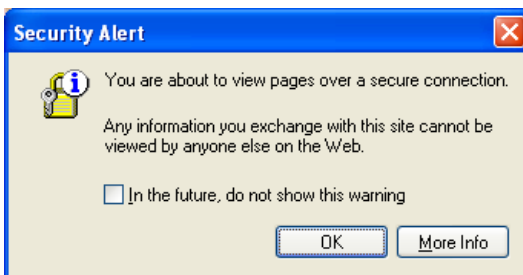 Security Alert
You are about to view pages over a secure connection.
Any information you exchange with this site cannot be
viewed by anyone else on the Web.
In the future, do not show this warning
OK More Info